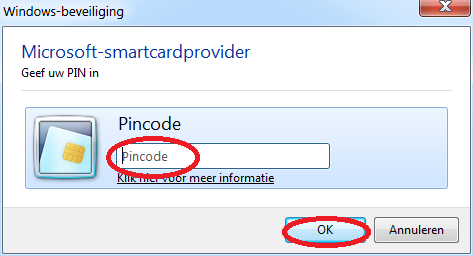 Windows-beveiliging
Microsoft-smartcardprovider
Geef uw PIN in
Pincode
Pincode
Klik hier voor meer informatie
OK
Annuleren